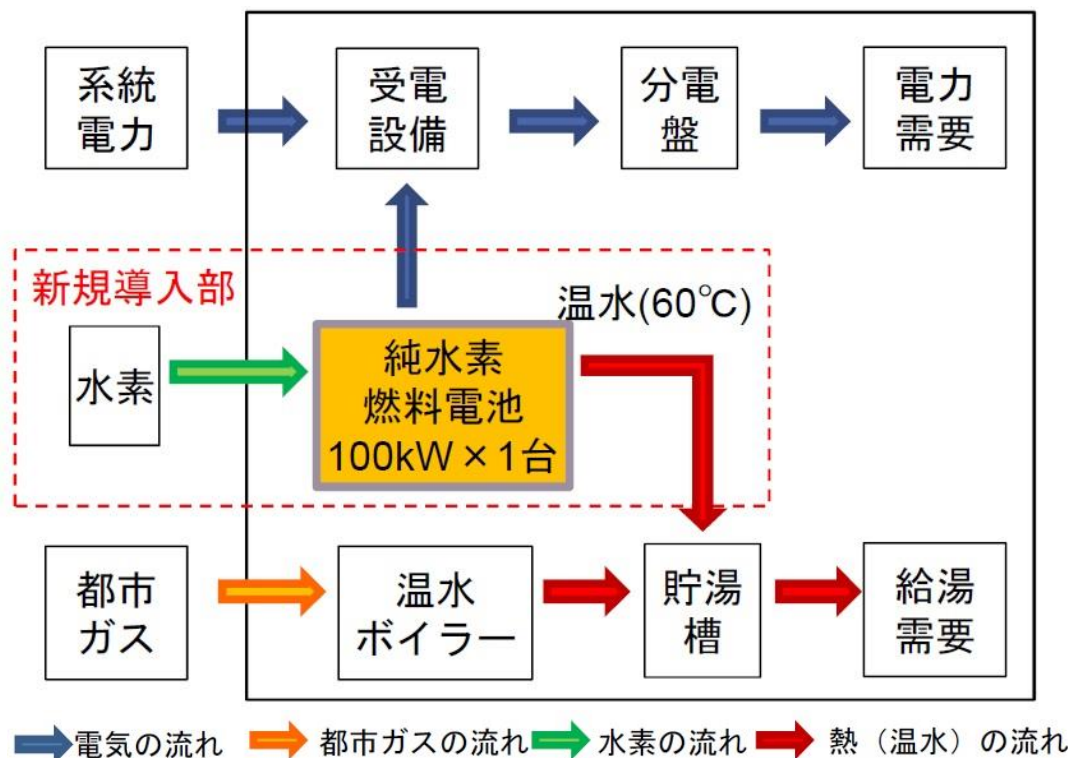 系統
電力
受電
設備
分電
盤
電力
需要
新規導入部
温水(60℃)
水素
純水素
燃料電池
100kW×1台
都市
ガス
温水
ボイラー
貯湯
槽
給湯
需要
電気の流れ
都市ガスの流れ
水素の流れ
熱（温水）の流れ